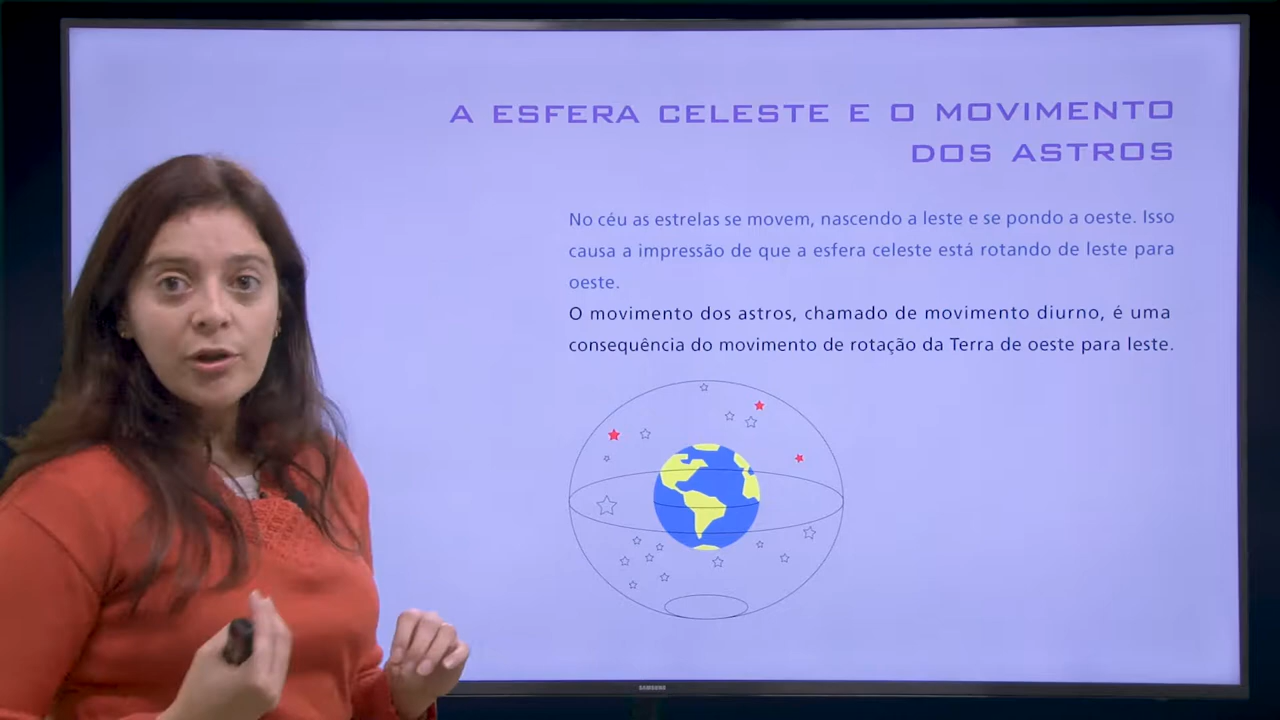 A ESFERA CELESTE E O MOVIMENTO
DOS ASTROS
No céu as estrelas se movem, nascendo a leste e se pondo a oeste. Isso
causa a impressão de que a esfera celeste está rotando de leste para
oeste.
O movimento dos astros, chamado de movimento diurno, é uma
consequência do movimento de rotação da Terra de oeste para leste.
SAMSUNG